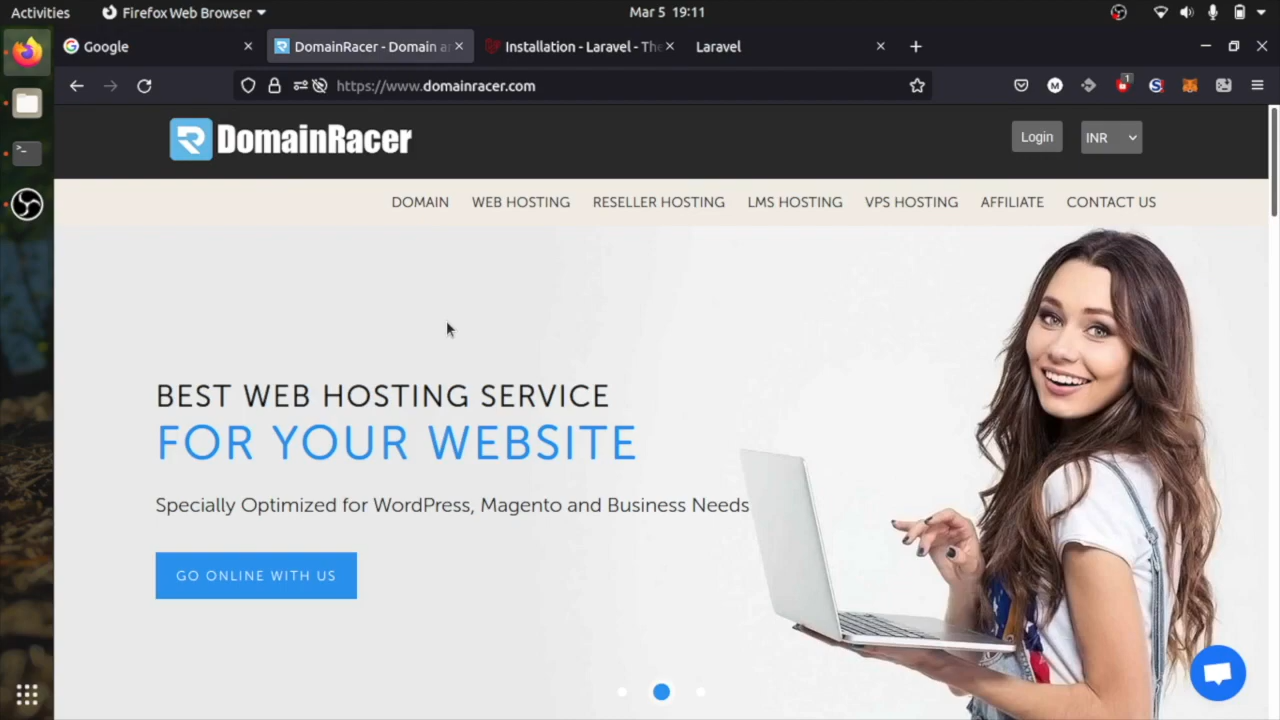 Activities
Firefox Web Browser
Mar 5 19:11
Google
DomainRacer - Domain a
Installation - Laravel - The
Laravel
https://www.domainracer.com
M
1
S
DomainRacer
Login
INR
DOMAIN
WEB HOSTING
RESELLER HOSTING
LMS HOSTING
VPS HOSTING
AFFILIATE
CONTACT US
BEST WEB HOSTING SERVICE
FOR YOUR WEBSITE
Specially Optimized for WordPress, Magento and Business Needs
GO ONLINE WITH US